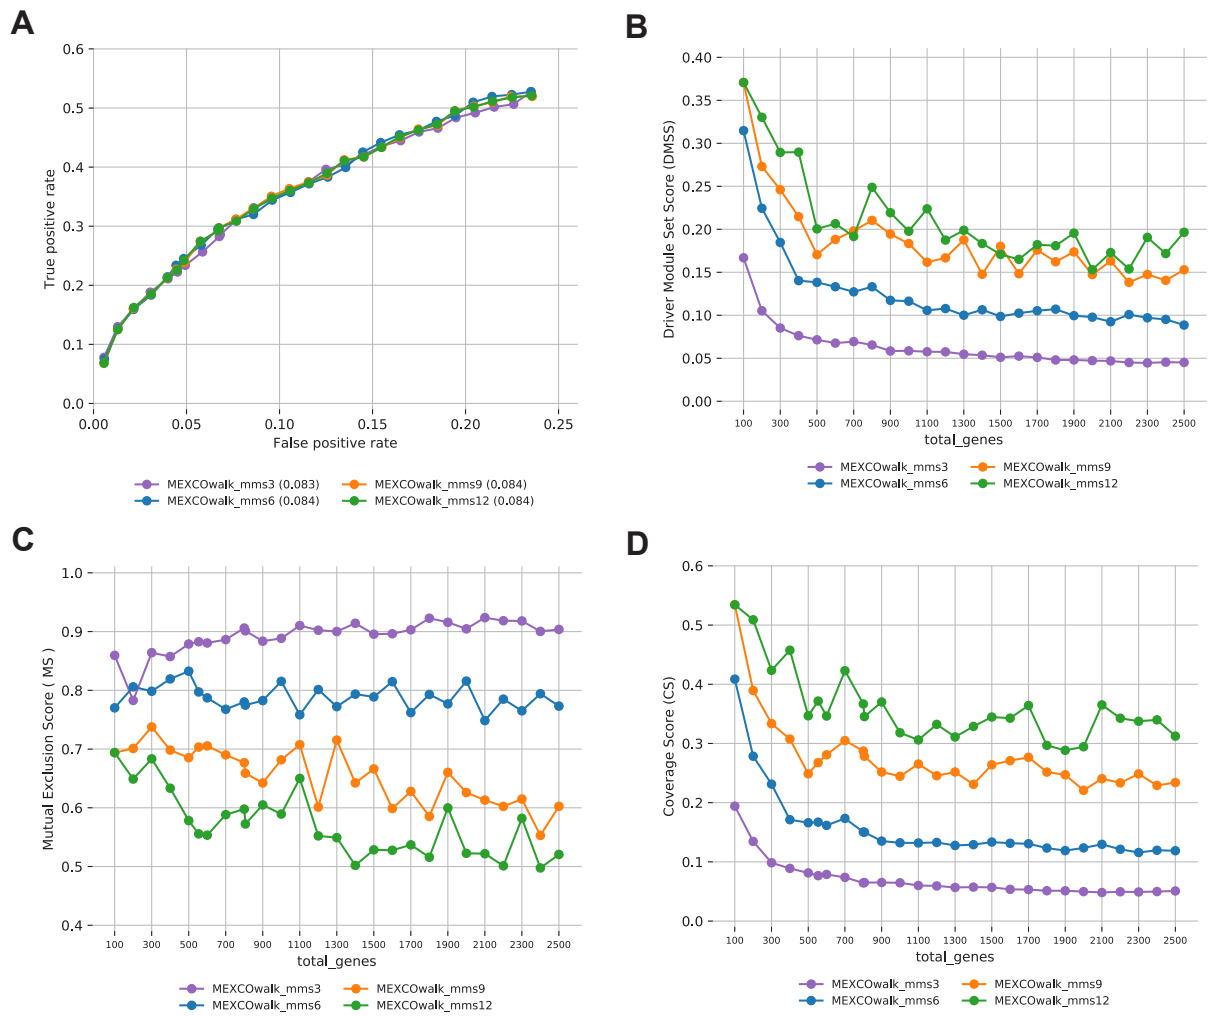 A
0.6
0.5
0.4
0.3
0.2
0.1
0.0
True positive rate
0.00 0.05 0.10 0.15 0.20 0.25
False positive rate
MEXCOwalk_mms3 (0.083) MEXCOwalk_mms9 (0.084)
MEXCOwalk_mms6 (0.084) MEXCOwalk_mms12 (0.084)
B
0.40
0.35
0.30
0.25
0.20
0.15
0.10
0.05
0.00
Driver Module Set Score (DMSS)
100 300 500 700 900 1100 1300 1500 1700 1900 2100 2300 2500
total_genes
MEXCOwalk_mms3 MEXCOwalk_mms9
MEXCOwalk_mms6 MEXCOwalk_mms12
C
1.0
0.9
0.8
0.7
0.6
0.5
0.4
Mutual Exclusion Score ( MS )
100 300 500 700 900 1100 1300 1500 1700 1900 2100 2300 2500
total_genes
MEXCOwalk_mms3 MEXCOwalk_mms9
MEXCOwalk_mms6 MEXCOwalk_mms12
D
0.6
0.5
0.4
0.3
0.2
0.1
0.0
Coverage Score (CS)
100 300 500 700 900 1100 1300 1500 1700 1900 2100 2300 2500
total_genes
MEXCOwalk_mms3 MEXCOwalk_mms9
MEXCOwalk_mms6 MEXCOwalk_mms12